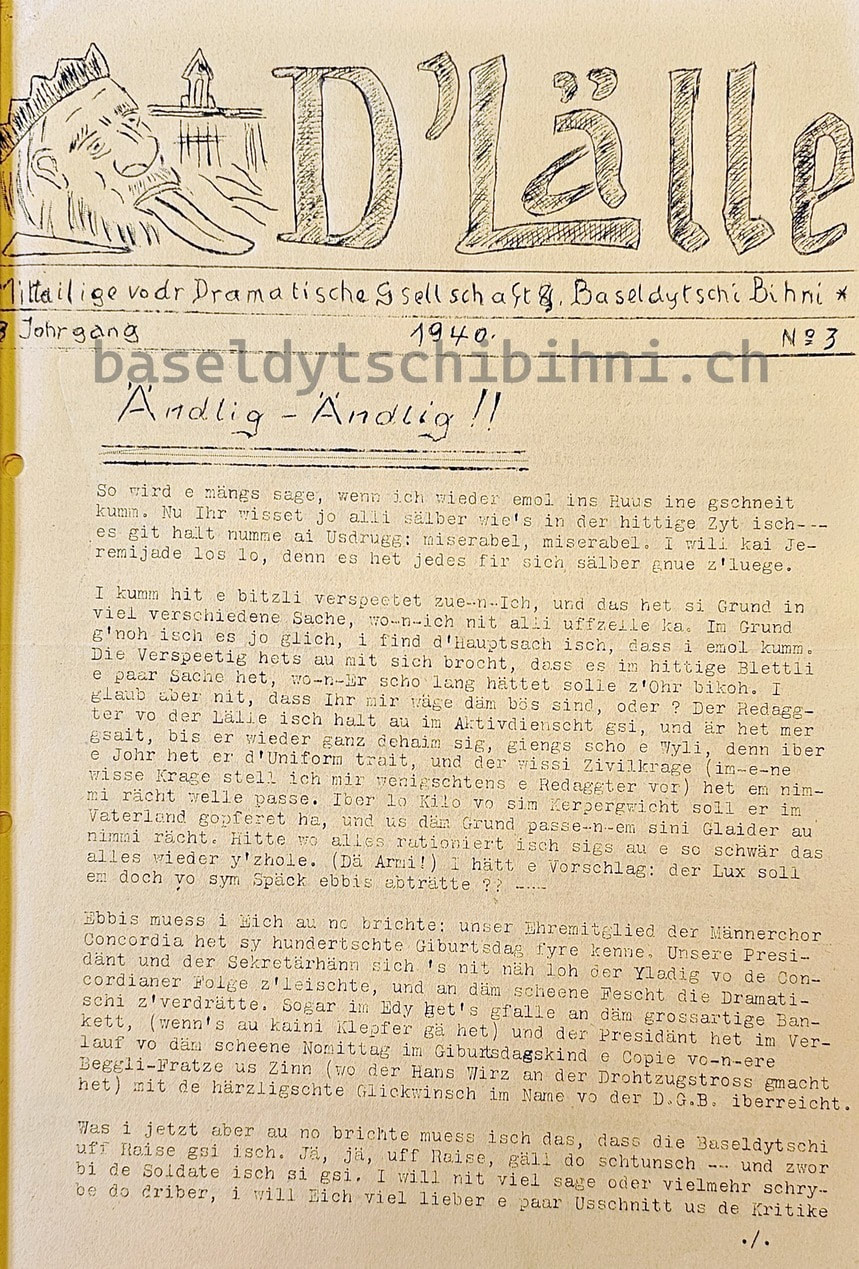 D'Lälle
Mittailige vo dr Dramatische Gsellschaft & Baseldytschi Bihni *
3 Johrgang 1940. No 3
baseldytschibihni.ch
Ändlig - Ändlig !!
So wird e mängs sage, wenn ich wieder emol ins Huus ine gschneit
kumm. Nu Ihr wisset jo alli sälber wie's in der hittige Zyt isch---
es git halt numme ai Usdrugg: miserabel, miserabel. I will kai Je-
remijade los lo, denn es het jedes fir sich sälber gnue z'luege.
I kumm hit e bitzli verspeetet zue-n-Ich, und das het si Grund in
viel verschiedene Sache, wo-n-ich nit alli uffzelle ka. Im Grund
g'noh isch es jo glich, i find d'Hauptsach isch, dass i emol kumm.
Die Verspeetig hets au mit sich brocht, dass es im hittige Blettli
e paar Sache het, wo-n-Er scho lang hättet solle z'Ohr bikoh. I
glaub aber nit, dass Ihr mir wäge däm bös sind, oder ? Der Redagg-
ter vo der Lälle isch halt au im Aktivdienscht gsi, und är het mer
gsait, bis er wieder ganz dehaim sig, giengs scho e Wyli, denn iber
e Johr het er d'Uniform trait, und der wissi Zivilkrage (im-e-ne
wisse Krage stell ich mir wenigschtens e Redaggter vor) het em nim-
mi rächt welle passe. Iber lo Kilo vo sim Kerpergwicht soll er im
Vaterland gopferet ha, und us däm Grund passe-n-em sini Glaider au
nimmi rächt. Hitte wo alles rationiert isch sigs au e so schwär das
alles wieder y'zhole. (Dä Armi!) I hätt e Vorschlag: der Lux soll
em doch vo sym Späck ebbis abträtte ?? -----
Ebbis muess i Eich au no brichte: unser Ehremitglied der Männerchor
Concordia het sy hundertschte Giburtsdag fyre kenne. Unsere Presi-
dänt und der Sekretärhänn sich 's nit näh loh der Yladig vo de Con-
cordianer Folge z'leischte, und an däm scheene Fescht die Dramati-
schi z'verdrätte. Sogar im Edy het's gfalle an däm grossartige Ban-
kett, (wenn's au kaini Klepfer gä het) und der Presidänt het im Ver-
lauf vo däm scheene Nomittag im Giburtsdagskind e Copie vo-n-ere
Beggli-Fratze us Zinn (wo der Hans Wirz an der Drohtzugstross gmacht
het) mit de härzligschte Glickwinsch im Name vo der D.G.B. iberreicht.
Was i jetzt aber au no brichte muess isch das, dass die Baseldytschi
uff Raise gsi isch. Jä, jä, uff Raise, gäll do schtunsch -- und zwor
bi de Soldate isch si gsi. I will nit viel sage oder vielmehr schry-
be do driber, i will Eich viel lieber e paar Usschnitt us de Kritike
./.